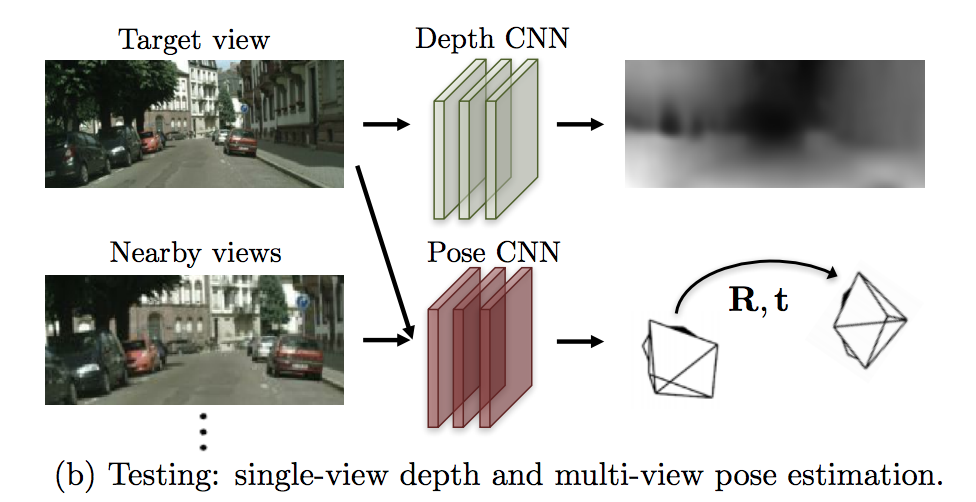 Target view
Depth CNN
Nearby views
Pose CNN
R, t
(b) Testing: single-view depth and multi-view pose estimation.